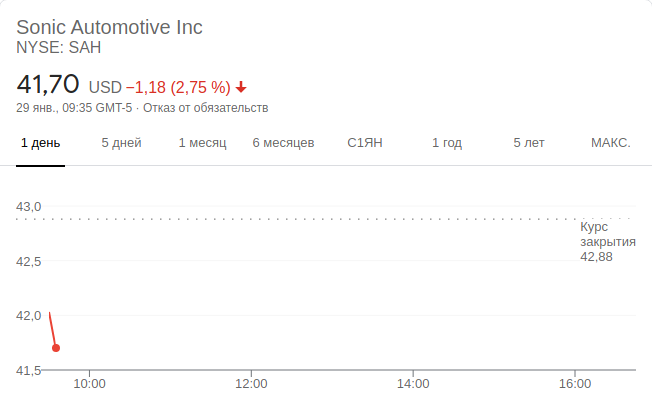 Sonic Automotive Inc
NYSE: SAH
41,70 USD −1,18 (2,75 %)
29 янв., 09:35 GMT-5 · Отказ от обязательств
1 день 5 дней 1 месяц 6 месяцев С1ЯН 1 год 5 лет МАКС.
43,0
Курс
закрытия
42,5 42,88
42,0
41,5
10:00 12:00 14:00 16:00